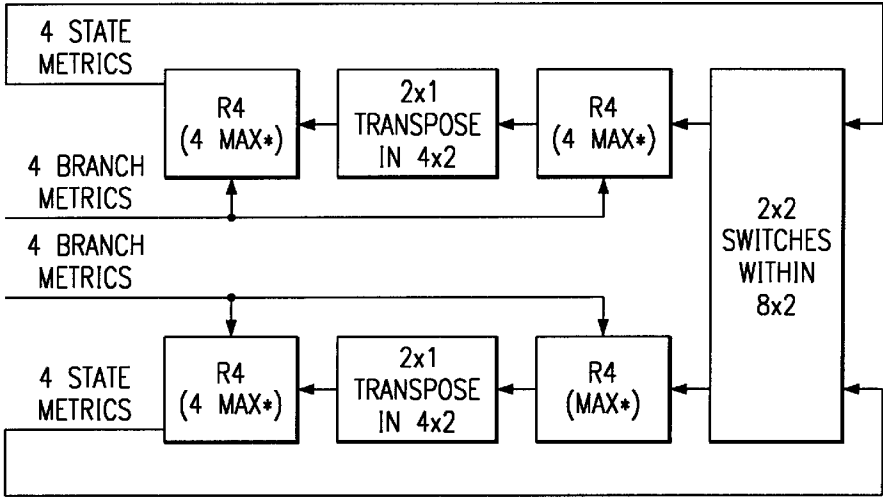 4 STATE
METRICS
R4
(4 MAX*)
2x1
TRANSPOSE
IN 4x2
R4
(4 MAX*)
4 BRANCH
METRICS
2x2
SWITCHES
WITHIN
8x2
4 BRANCH
METRICS
4 STATE
METRICS
R4
(4 MAX*)
2x1
TRANSPOSE
IN 4x2
R4
(MAX*)